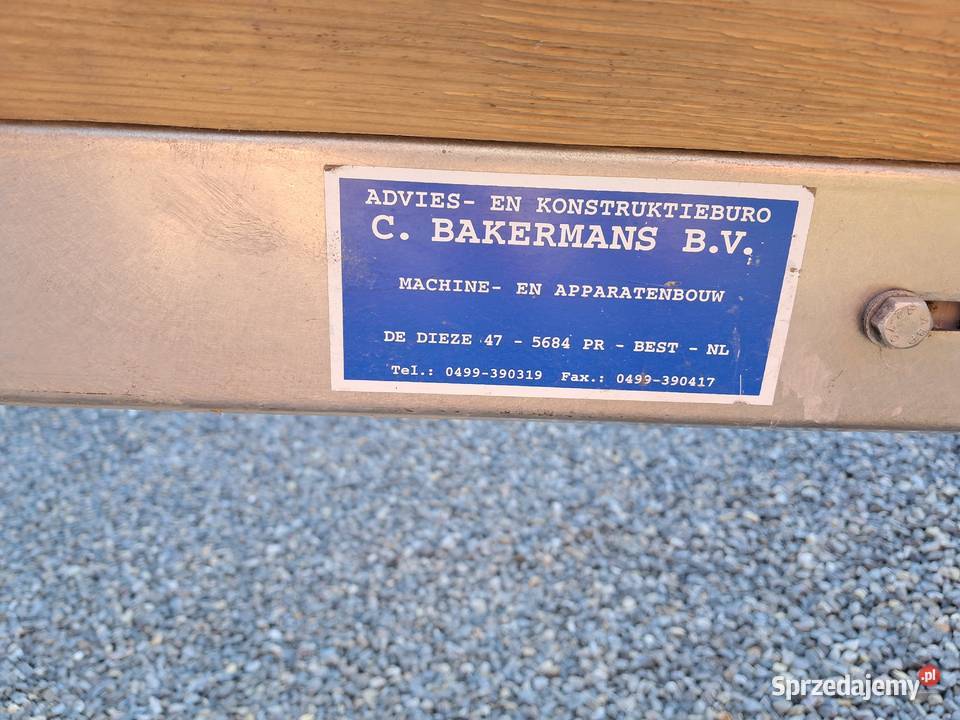 ADVIES- EN KONSTRUKTIEBURO
C. BAKERMANS B.V.
MACHINE- EN APPARATENBOUW
DE DIEZE 47 - 5684 PR - BEST - NL
Tel.: 0499-390319 Fax.: 0499-390417
Sprzedajemy.pl